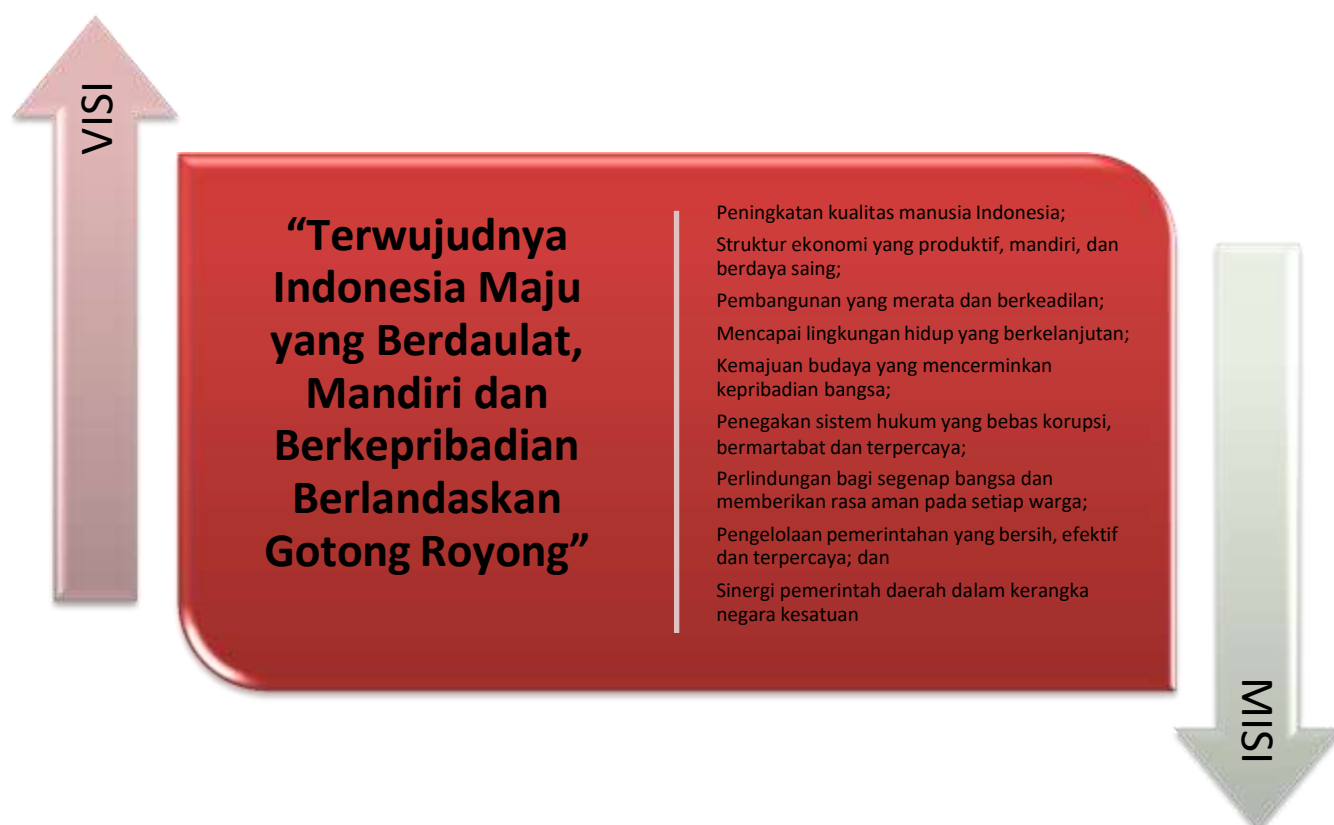 VISI
“Terwujudnya
Indonesia Maju
yang Berdaulat,
Mandiri dan
Berkepribadian
Berlandaskan
Gotong Royong”
Peningkatan kualitas manusia Indonesia;
Struktur ekonomi yang produktif, mandiri, dan
berdaya saing;
Pembangunan yang merata dan berkeadilan;
Mencapai lingkungan hidup yang berkelanjutan;
Kemajuan budaya yang mencerminkan
kepribadian bangsa;
Penegakan sistem hukum yang bebas korupsi,
bermartabat dan terpercaya;
Perlindungan bagi segenap bangsa dan
memberikan rasa aman pada setiap warga;
Pengelolaan pemerintahan yang bersih, efektif
dan terpercaya; dan
Sinergi pemerintah daerah dalam kerangka
negara kesatuan
MISI